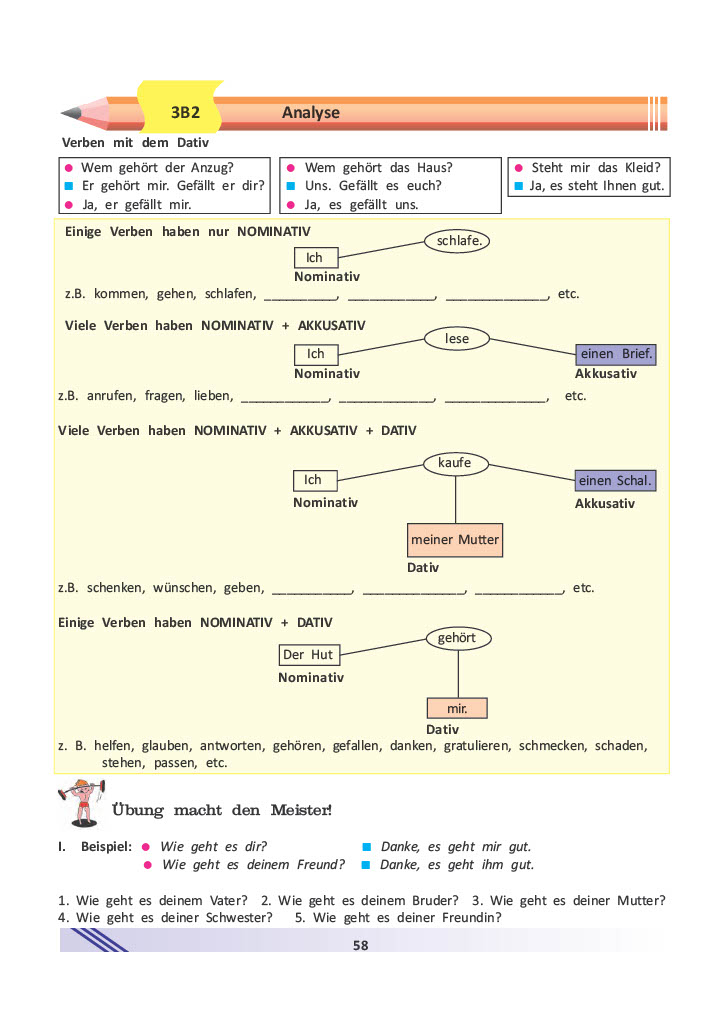 3B2 Analyse
Verben mit dem Dativ
Wem gehört der Anzug?
Er gehört mir. Gefällt er dir?
Ja, er gefällt mir.
Wem gehört das Haus?
Uns. Gefällt es euch?
Ja, es gefällt uns.
Steht mir das Kleid?
Ja, es steht Ihnen gut.
Einige Verben haben nur NOMINATIV
schlafe.
Ich
Nominativ
z.B. kommen, gehen, schlafen, __________, ____________, ______________, etc.
Viele Verben haben NOMINATIV + AKKUSATIV
lese
Ich
einen Brief.
Nominativ
Akkusativ
z.B. anrufen, fragen, lieben, ____________, _____________, ______________, etc.
Viele Verben haben NOMINATIV + AKKUSATIV + DATIV
kaufe
Ich
einen Schal.
Nominativ
Akkusativ
meiner Mutter
Dativ
z.B. schenken, wünschen, geben, ___________, ______________, ____________, etc.
Einige Verben haben NOMINATIV + DATIV
gehört
Der Hut
Nominativ
mir.
Dativ
z. B. helfen, glauben, antworten, gehören, gefallen, danken, gratulieren, schmecken, schaden,
stehen, passen, etc.
Übung macht den Meister!
I. Beispiel: Wie geht es dir? Danke, es geht mir gut.
Wie geht es deinem Freund? Danke, es geht ihm gut.
1. Wie geht es deinem Vater? 2. Wie geht es deinem Bruder? 3. Wie geht es deiner Mutter?
4. Wie geht es deiner Schwester? 5. Wie geht es deiner Freundin?
58